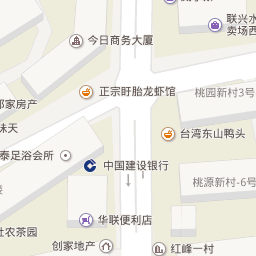 联兴水
卖场西
今日商务大厦
正宗盱胎龙虾馆
桃园新村3号
邻家房产
味天
台湾东山鸭头
泰足浴会所
中国建设银行
桃源新村-6号
华联便利店
社农茶园
创家地产
红峰一村